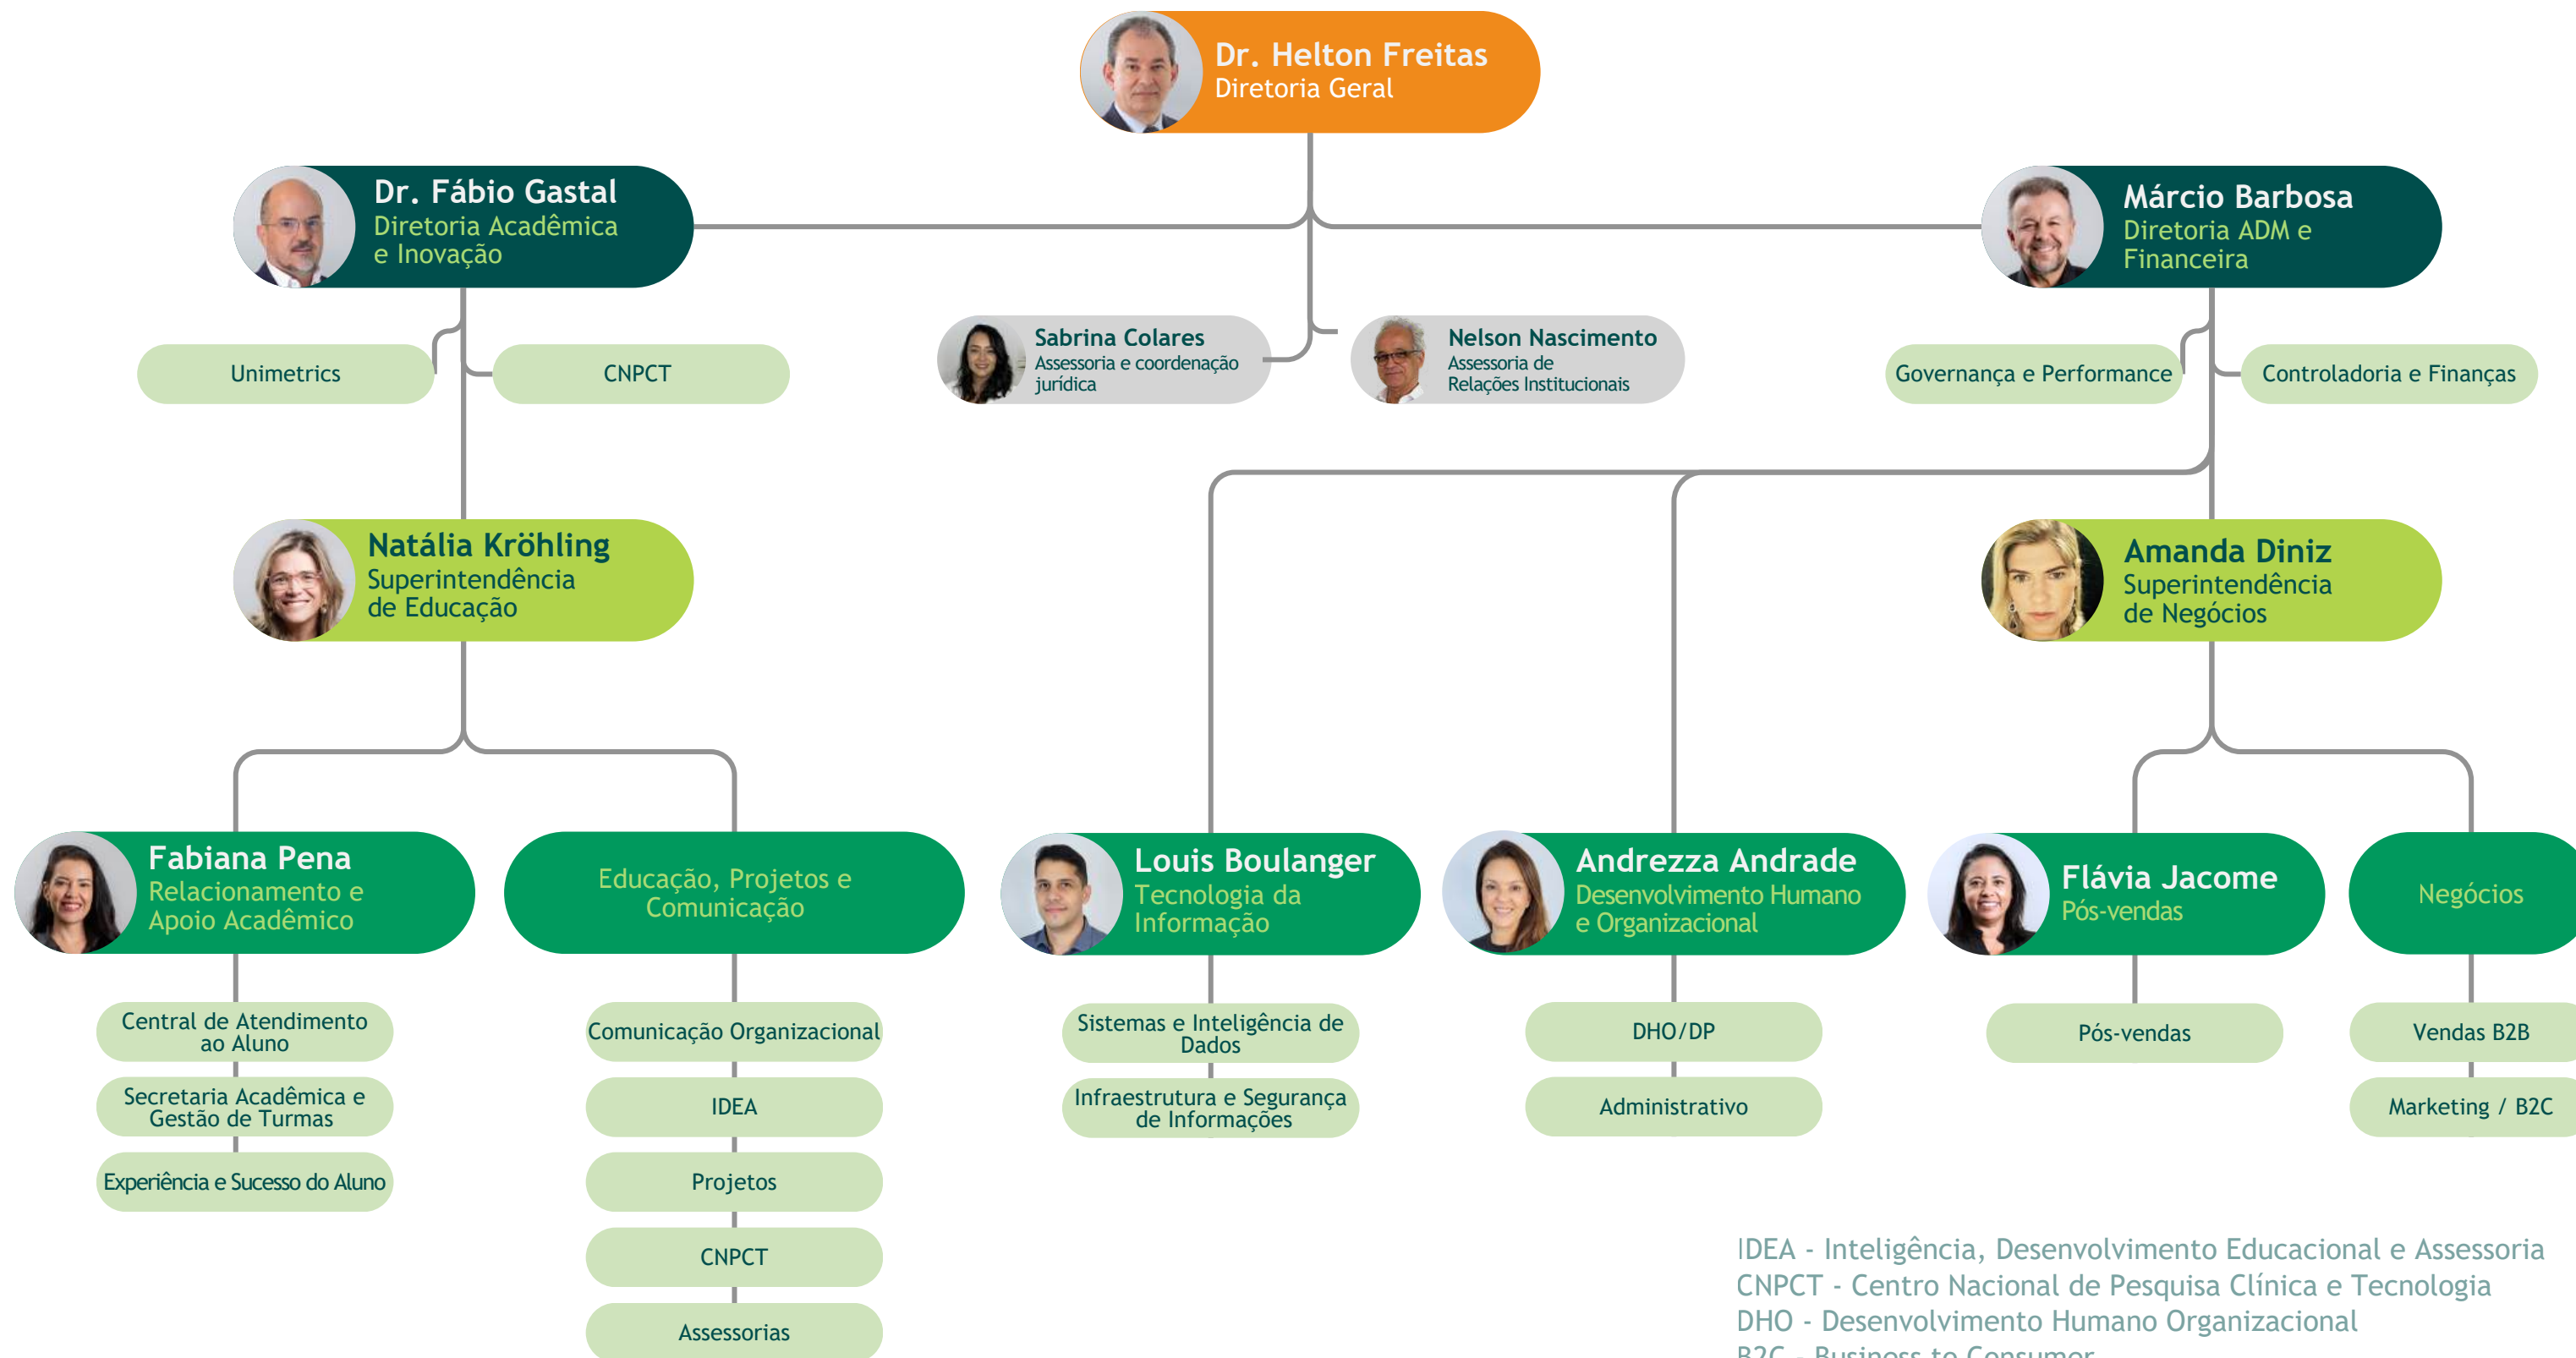 Dr. Helton Freitas
Diretoria Geral
Dr. Fábio Gastal
Diretoria Acadêmica
e Inovação
Márcio Barbosa
Diretoria ADM e
Financeira
Unimetrics
CNPCT
Sabrina Colares
Assessoria e coordenação
jurídica
Nelson Nascimento
Assessoria de
Relações Institucionais
Governança e Performance
Controladoria e Finanças
Natália Kröhling
Superintendência
de Educação
Amanda Diniz
Superintendência
de Negócios
Fabiana Pena
Relacionamento e
Apoio Acadêmico
Educação, Projetos e
Comunicação
Louis Boulanger
Tecnologia da
Informação
Andrezza Andrade
Desenvolvimento Humano
e Organizacional
Flávia Jacome
Pós-vendas
Negócios
Central de Atendimento
ao Aluno
Secretaria Acadêmica e
Gestão de Turmas
Experiência e Sucesso do Aluno
Comunicação Organizacional
IDEA
Projetos
CNPCT
Assessorias
Sistemas e Inteligência de
Dados
Infraestrutura e Segurança
de Informações
DHO/DP
Administrativo
Pós-vendas
Vendas B2B
Marketing / B2C
IDEA - Inteligência, Desenvolvimento Educacional e Assessoria
CNPCT - Centro Nacional de Pesquisa Clínica e Tecnologia
DHO - Desenvolvimento Humano Organizacional
B2C - Business to Consumer